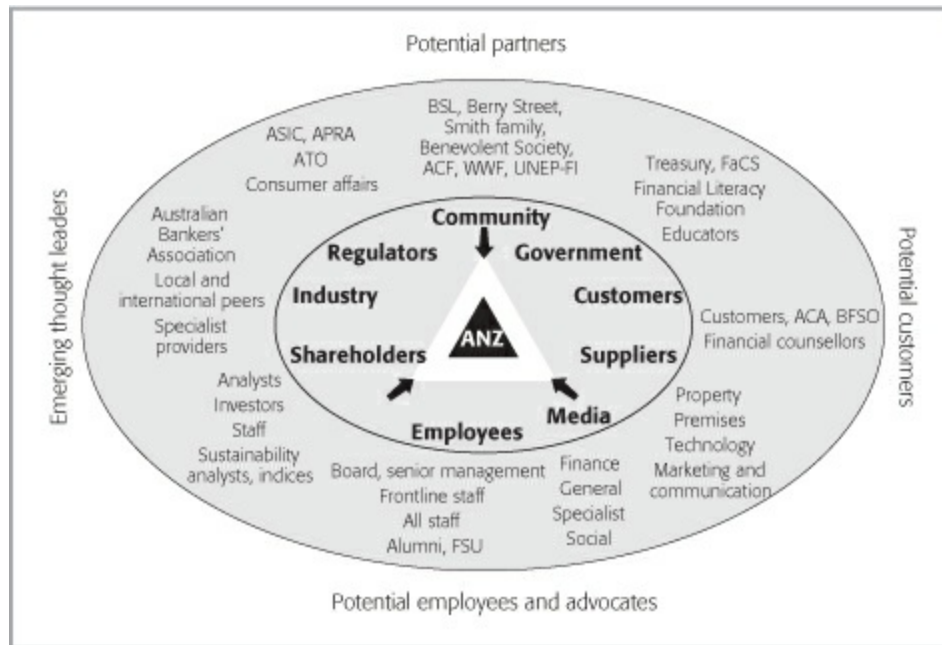 Potential partners
BSL, Berry Street,
Smith family,
Benevolent Society,
ACF, WWF, UNEP-FI
ASIC, APRA
ATO
Consumer affairs
Treasury, FaCS
Financial Literacy
Foundation
Educators
Australian
Bankers'
Association
Local and
international peers
Specialist
providers
Emerging thought leaders
Potential customers
Community
Regulators
Government
Industry
Customers
ANZ
Shareholders
Suppliers
Employees
Media
Customers, ACA, BFSO
Financial counsellors
Analysts
Investors
Staff
Sustainability
analysts, indices
Property
Premises
Technology
Marketing and
communication
Board, senior management
Frontline staff
All staff
Alumni, FSU
Finance
General
Specialist
Social
Potential employees and advocates